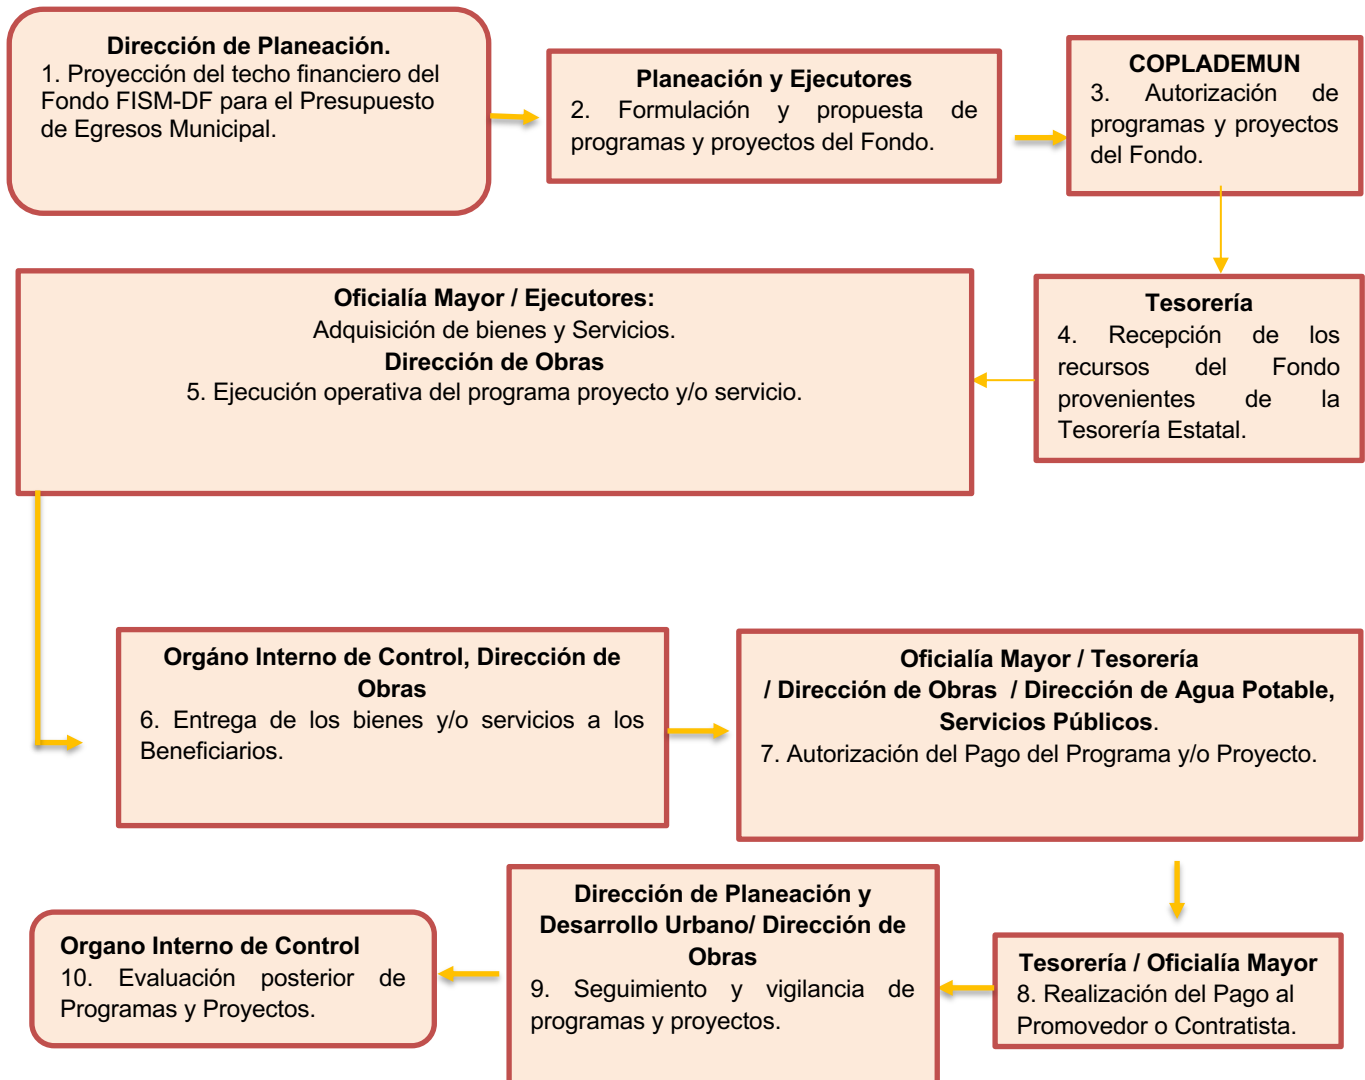 Dirección de Planeación.
1. Proyección del techo financiero del
Fondo FISM-DF para el Presupuesto
de Egresos Municipal.
Planeación y Ejecutores
2. Formulación y propuesta de
programas y proyectos del Fondo.
COPLADEMUN
3. Autorización de
programas y proyectos
del Fondo.
Tesorería
4. Recepción de los
recursos del Fondo
provenientes de la
Tesorería Estatal.
Oficialía Mayor / Ejecutores:
Adquisición de bienes y Servicios.
Dirección de Obras
5. Ejecución operativa del programa proyecto y/o servicio.
Orgáno Interno de Control, Dirección de
Obras
6. Entrega de los bienes y/o servicios a los
Beneficiarios.
Oficialía Mayor / Tesorería
/ Dirección de Obras / Dirección de Agua Potable,
Servicios Públicos.
7. Autorización del Pago del Programa y/o Proyecto.
Tesorería / Oficialía Mayor
8. Realización del Pago al
Promovedor o Contratista.
Dirección de Planeación y
Desarrollo Urbano/ Dirección de
Obras
9. Seguimiento y vigilancia de
programas y proyectos.
Organo Interno de Control
10. Evaluación posterior de
Programas y Proyectos.